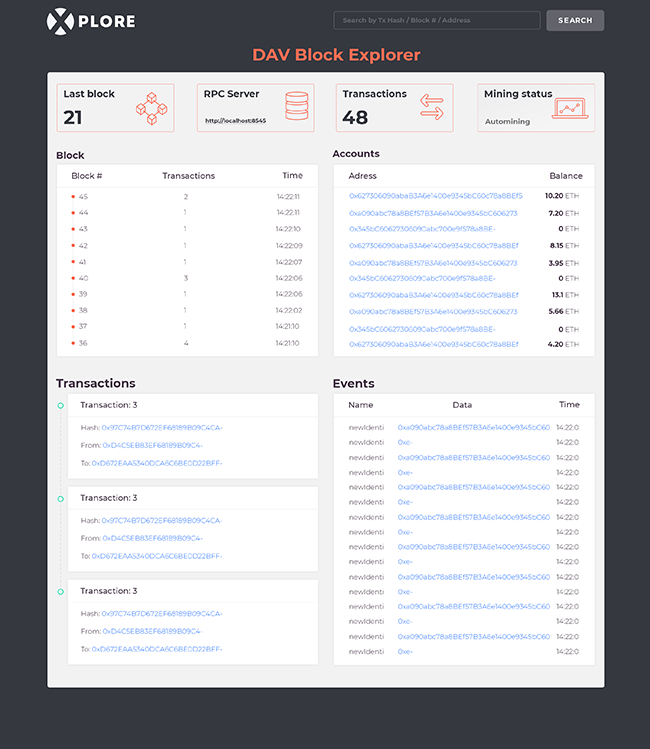 XPLORE
Search by Tx Hash / Block # / Address
SEARCH
DAV Block Explorer
Last block
21
RPC Server
http://localhost:8545
Transactions
48
Mining status
Automining
Block
Block # Transactions Time
45 2 14:22:11
44 1 14:22:11
43 1 14:22:10
42 1 14:22:09
41 1 14:22:07
40 3 14:22:06
39 1 14:22:06
38 1 14:22:02
37 1 14:21:10
36 4 14:21:10
Accounts
Adress Balance
0x627306090abaB3A6e1400e9345bC60c78a8BEf5 10.20 ETH
0xa090abc78a8BEf57B3A6e1400e9345bC606273 7.20 ETH
0x345bC60627306090abc700e9f578a8BE- 0 ETH
0x627306090abaB3A6e1400e9345bC60c78a8BEf 8.15 ETH
0xa090abc78a8BEf57B3A6e1400e9345bC606273 3.95 ETH
0x345bC60627306090abc700e9f578a8BE- 0 ETH
0x627306090abaB3A6e1400e9345bC60c78a8BEf 13.1 ETH
0xa090abc78a8BEf57B3A6e1400e9345bC606273 5.66 ETH
0x345bC60627306090abc700e9f578a8BE- 0 ETH
0x627306090abaB3A6e1400e9345bC60c78a8BEf 4.20 ETH
Transactions
Transaction: 3
Hash: 0x97C74B7D672EF68189B09C4CA-
From: 0xD4C5EB83EF68189B09C4-
To: 0xD672EAA5340DCA6C6BE0D22BFF-
Transaction: 3
Hash: 0x97C74B7D672EF68189B09C4CA-
From: 0xD4C5EB83EF68189B09C4-
To: 0xD672EAA5340DCA6C6BE0D22BFF-
Transaction: 3
Hash: 0x97C74B7D672EF68189B09C4CA-
From: 0xD4C5EB83EF68189B09C4-
To: 0xD672EAA5340DCA6C6BE0D22BFF-
Events
Name Data Time
newIdenti 0xa090abc78a8BEf57B3A6e1400e9345bC60 14:22:0
newIdenti 0xe- 14:22:0
newIdenti 0xa090abc78a8BEf57B3A6e1400e9345bC60 14:22:0
newIdenti 0xe- 14:22:0
newIdenti 0xa090abc78a8BEf57B3A6e1400e9345bC60 14:22:0
newIdenti 0xe- 14:22:0
newIdenti 0xa090abc78a8BEf57B3A6e1400e9345bC60 14:22:0
newIdenti 0xe- 14:22:0
newIdenti 0xa090abc78a8BEf57B3A6e1400e9345bC60 14:22:0
newIdenti 0xe- 14:22:0
newIdenti 0xa090abc78a8BEf57B3A6e1400e9345bC60 14:22:0
newIdenti 0xe- 14:22:0
newIdenti 0xa090abc78a8BEf57B3A6e1400e9345bC60 14:22:0
newIdenti 0xe- 14:22:0
newIdenti 0xa090abc78a8BEf57B3A6e1400e9345bC60 14:22:0
newIdenti 0xe- 14:22:0